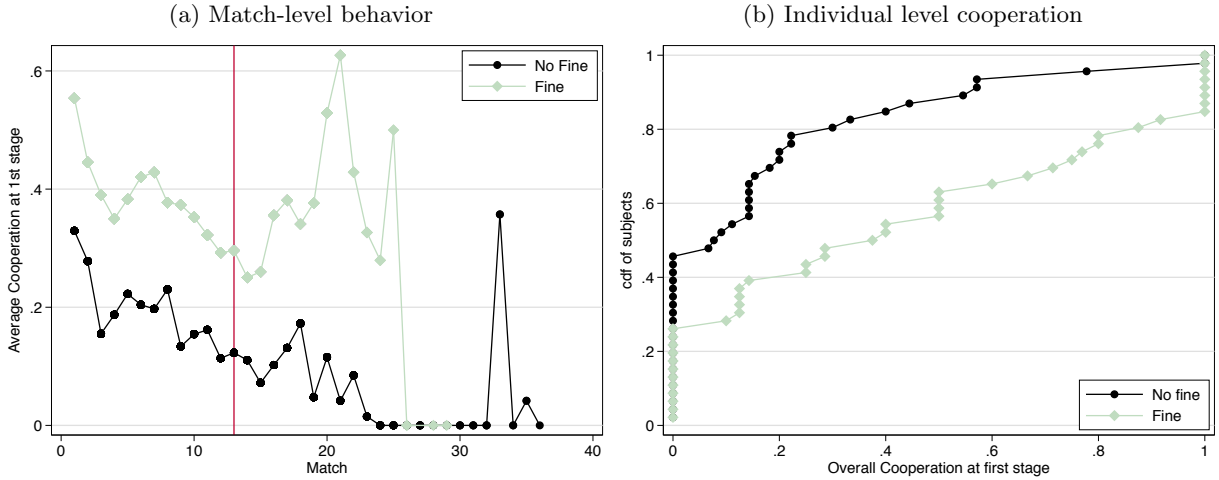 (a) Match-level behavior
Average Cooperation at 1st stage
.6
.4
.2
0
0
10
20
30
40
Match
No Fine
Fine
(b) Individual level cooperation
cdf of subjects
1
.8
.6
.4
.2
0
0
.2
.4
.6
.8
1
Overall Cooperation at first stage
No fine
Fine